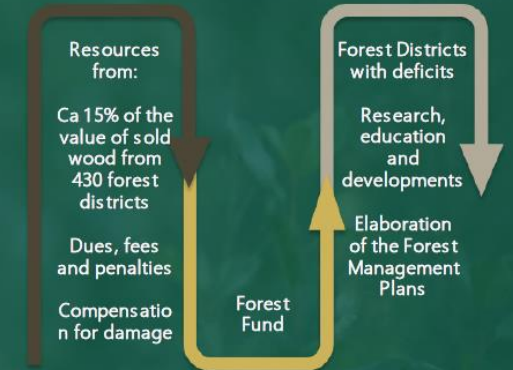 Resources
from:
Ca 15% of the
value of sold
wood from
430 forest
districts
Dues, fees
and penalties
Compensatio
n for damage
Forest
Fund
Forest Districts
with deficits
Research,
education
and
developments
Elaboration
of the Forest
Management
Plans